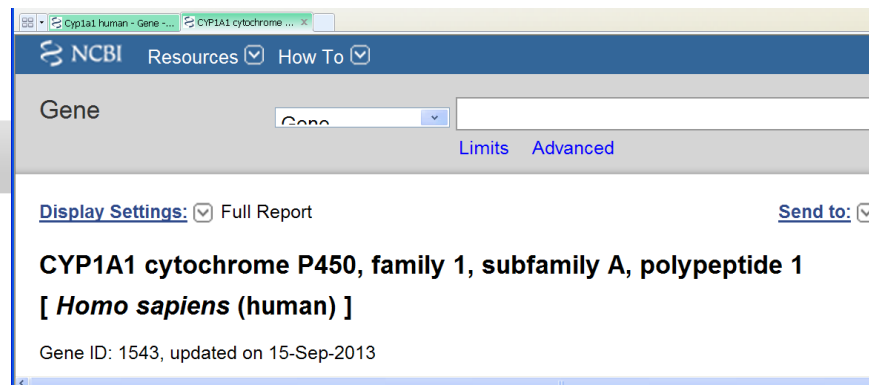 Cyp1a1 human - Gene -... CYP1A1 cytochrome ... x
NCBI Resources How To
Gene
Gene
Limits Advanced
Display Settings: Full Report Send to:
CYP1A1 cytochrome P450, family 1, subfamily A, polypeptide 1
[ Homo sapiens (human) ]
Gene ID: 1543, updated on 15-Sep-2013